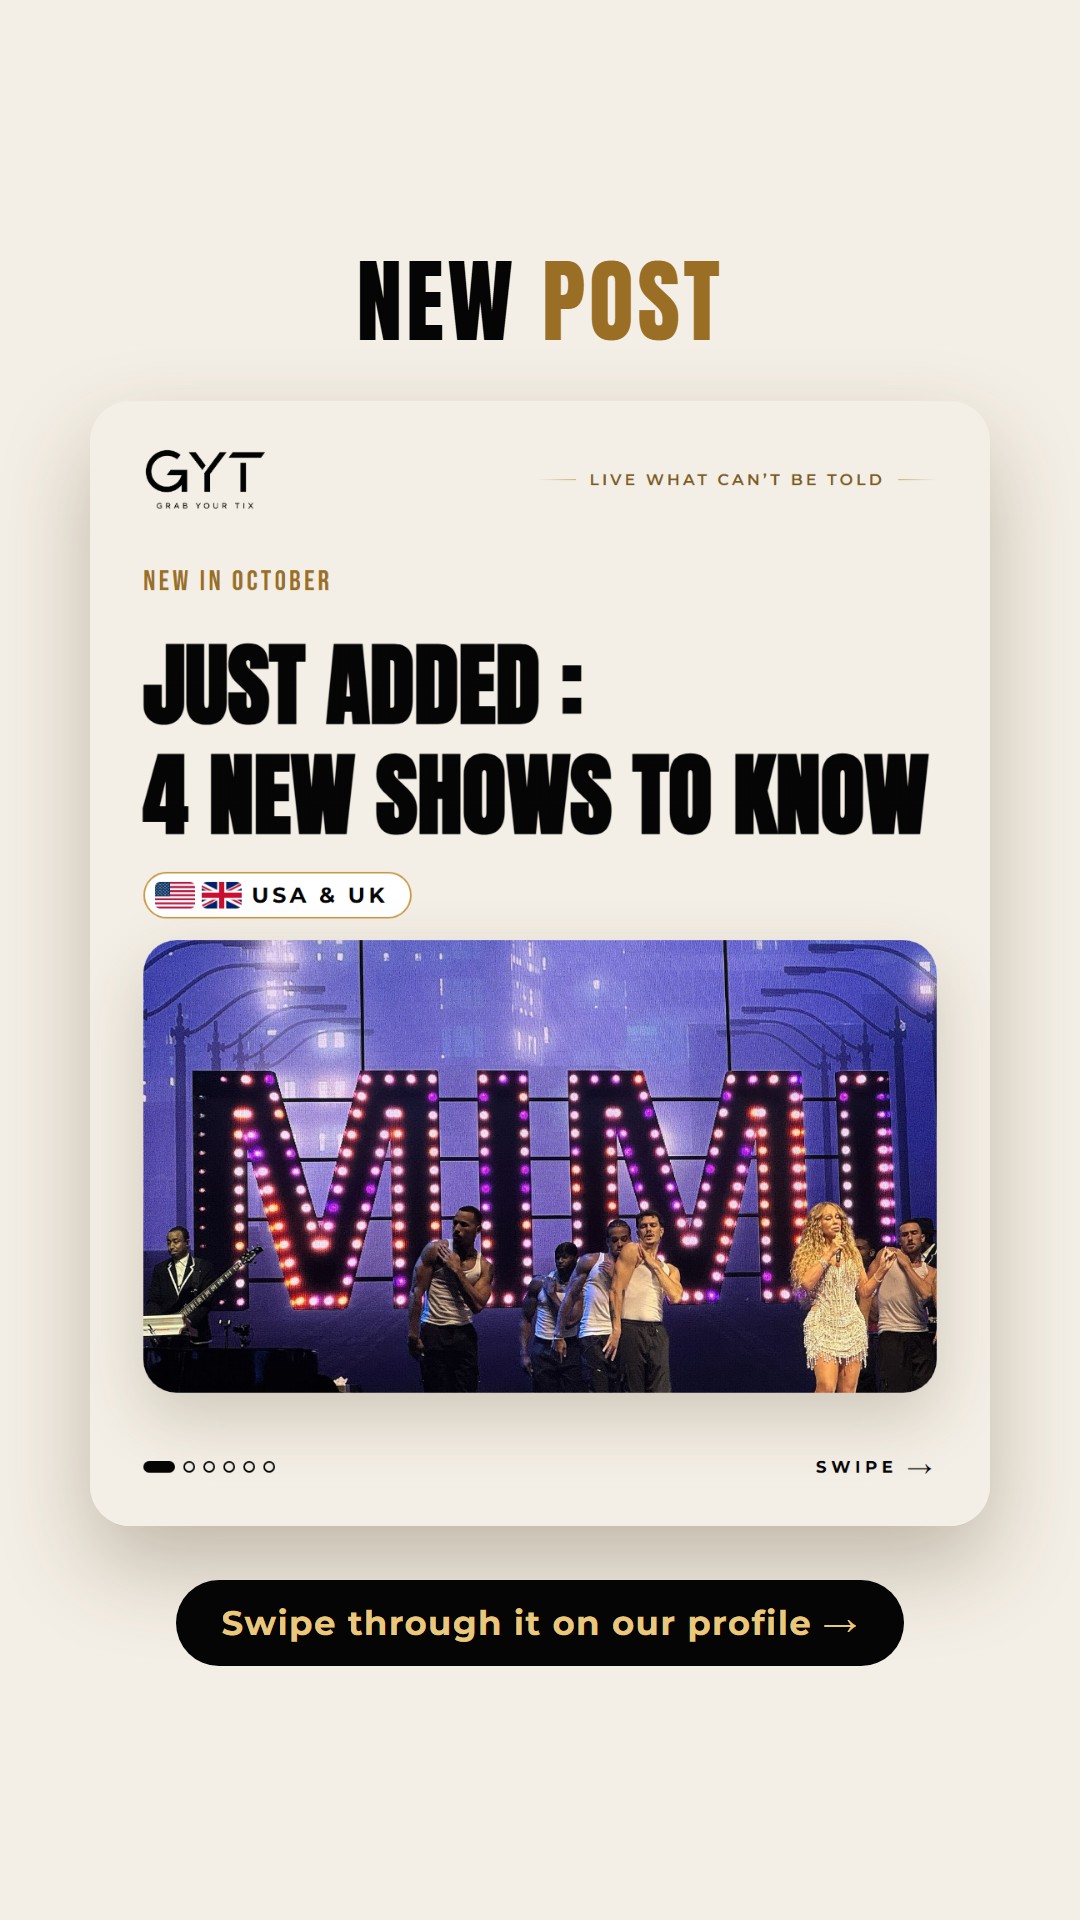 NEW POST
GYT
GRAB YOUR TIX
LIVE WHAT CAN'T BE TOLD
NEW IN OCTOBER
JUST ADDED :
4 NEW SHOWS TO KNOW
USA & UK
MIMI
SWIPE →
Swipe through it on our profile →